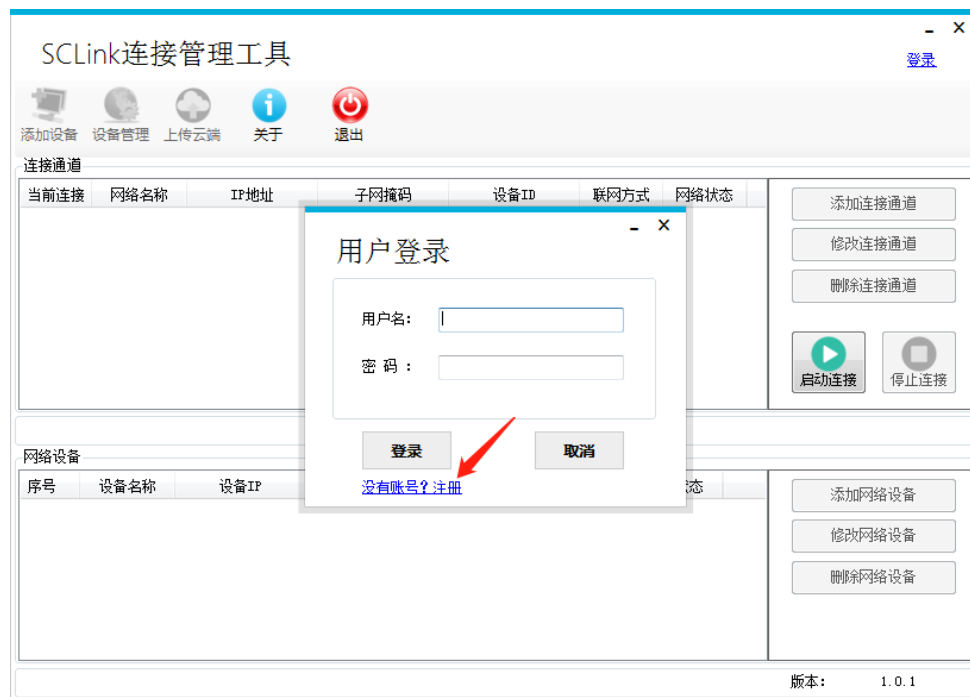 SCLink连接管理工具
登录
添加设备 设备管理 上传云端 关于 退出
连接通道
当前连接 网络名称 IP地址 子网掩码 设备ID 联网方式 网络状态
添加连接通道
修改连接通道
删除连接通道
启动连接 停止连接
用户登录
用户名:
密 码 :
登录 取消
没有账号？注册
网络设备
序号 设备名称 设备IP 态
添加网络设备
修改网络设备
删除网络设备
版本: 1.0.1